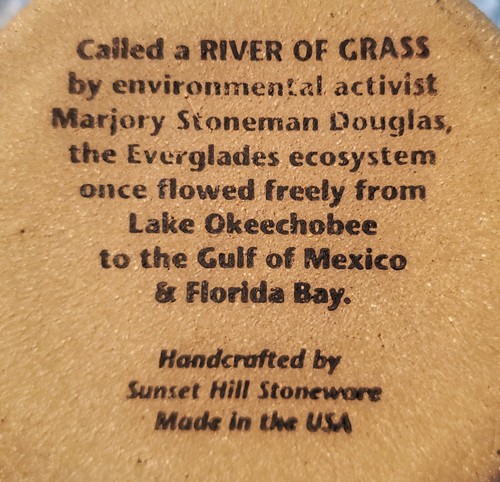 Called a RIVER OF GRASS
by environmental activist
Marjory Stoneman Douglas,
the Everglades ecosystem
once flowed freely from
Lake Okeechobee
to the Gulf of Mexico
& Florida Bay.
Handcrafted by
Sunset Hill Stoneware
Made in the USA